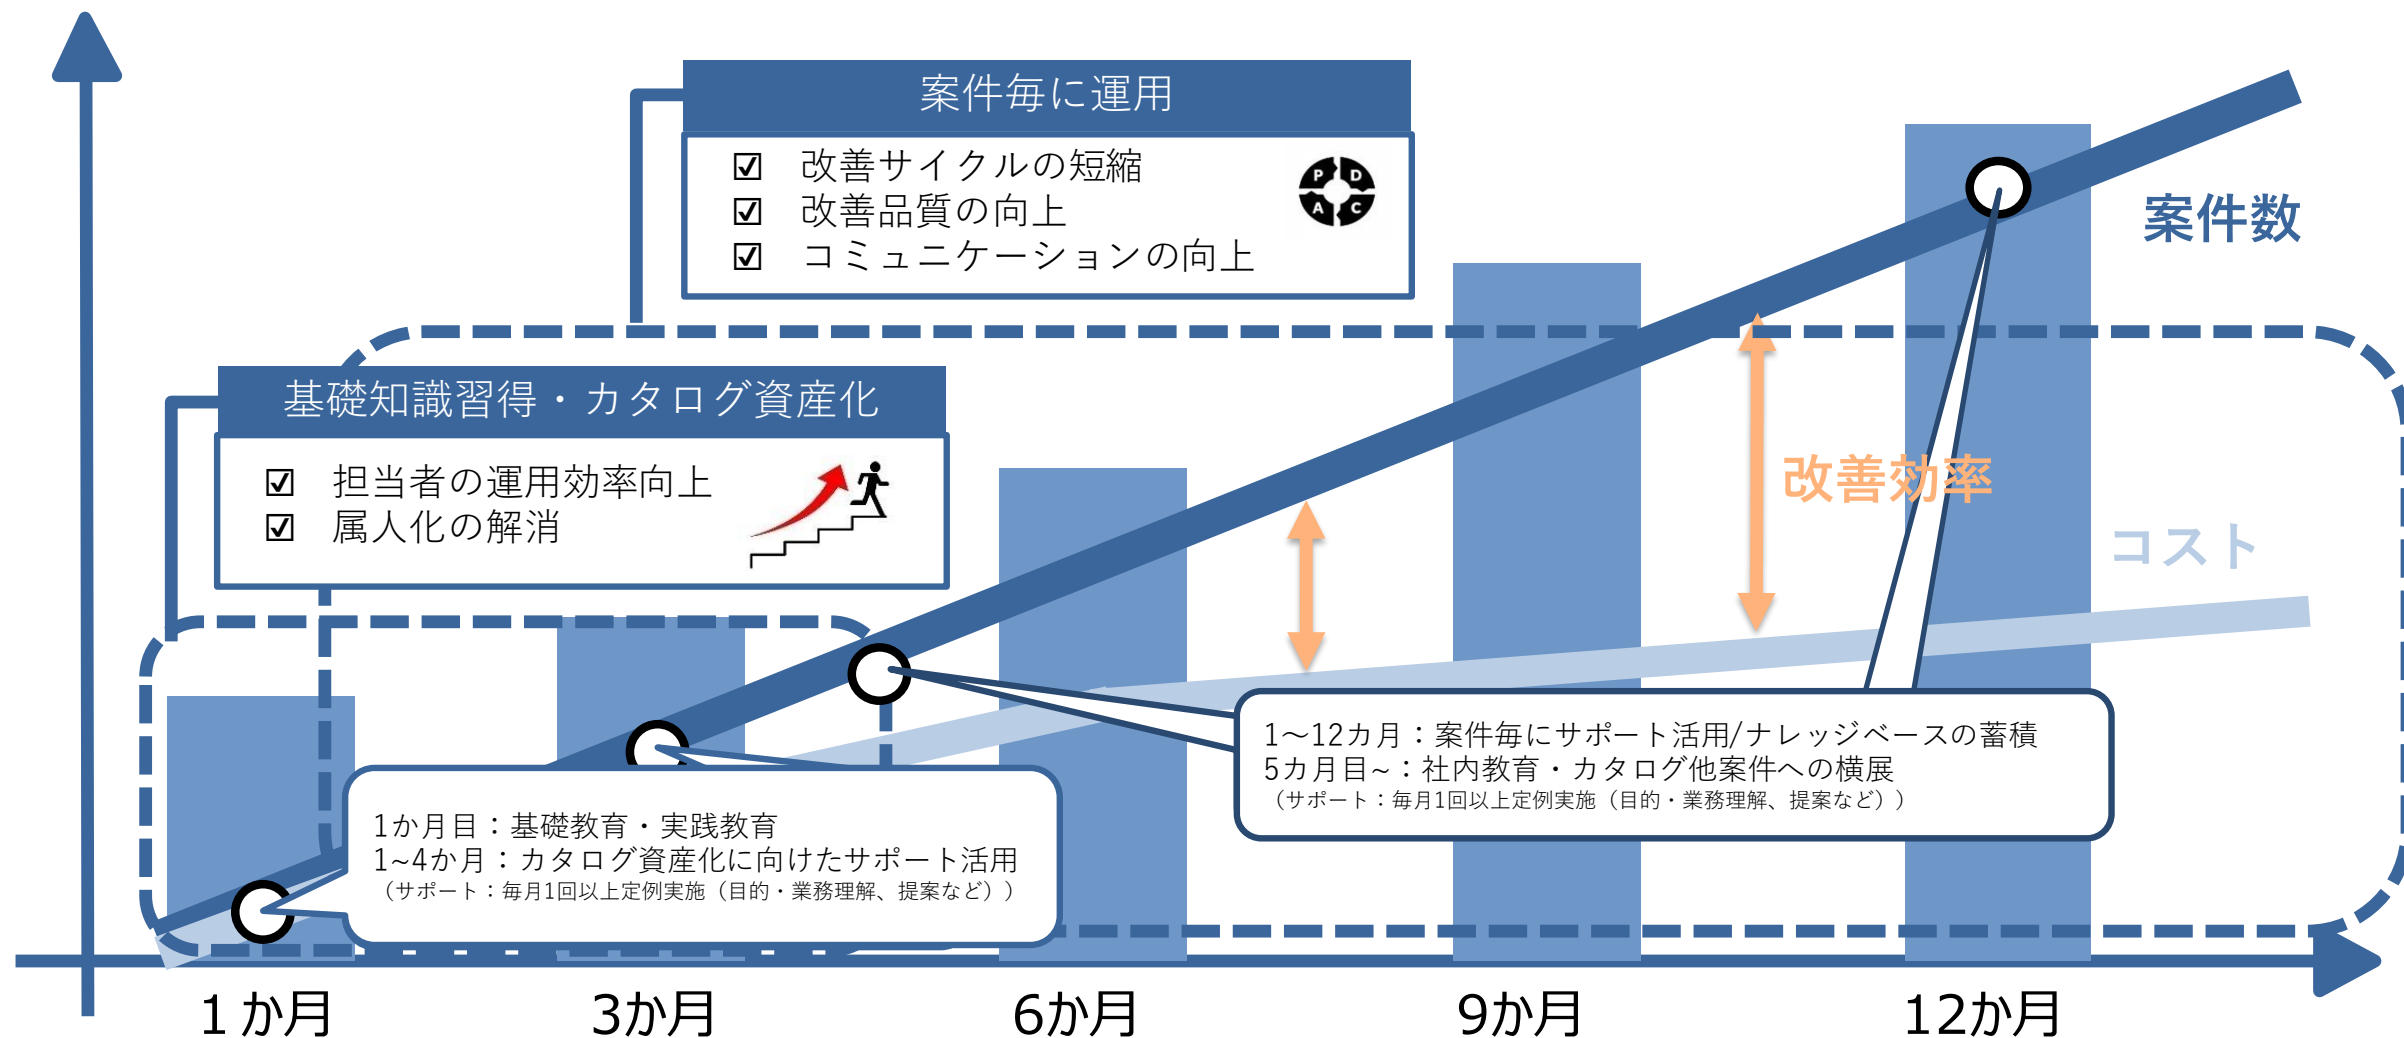 案件毎に運用
改善サイクルの短縮
改善品質の向上
コミュニケーションの向上
P D
A C
案件数
基礎知識習得・カタログ資産化
担当者の運用効率向上
属人化の解消
改善効率
コスト
1～12カ月：案件毎にサポート活用/ナレッジベースの蓄積
5カ月目~：社内教育・カタログ他案件への横展
（サポート：毎月1回以上定例実施（目的・業務理解、提案など））
1か月目：基礎教育・実践教育
1~4か月：カタログ資産化に向けたサポート活用
（サポート：毎月1回以上定例実施（目的・業務理解、提案など））
１か月 3か月 6か月 9か月 12か月